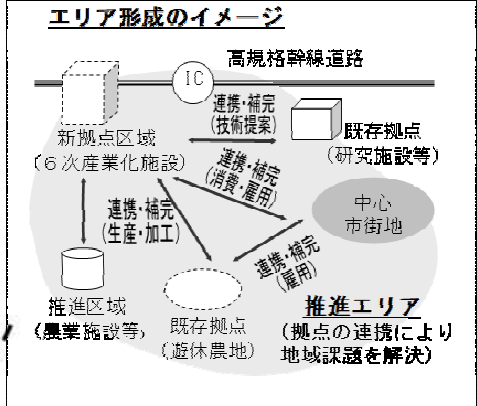 エリア形成のイメージ
高規格幹線道路
IC
連携・補完
(技術提案)
新拠点区域
(6次産業化施設)
既存拠点
(研究施設等)
連携・補完
(消費・雇用)
中心
市街地
連携・補完
(生産・加工)
連携・補完
(雇用)
推進区域
(農業施設等)
既存拠点
(遊休農地)
推進エリア
(拠点の連携により
地域課題を解決)